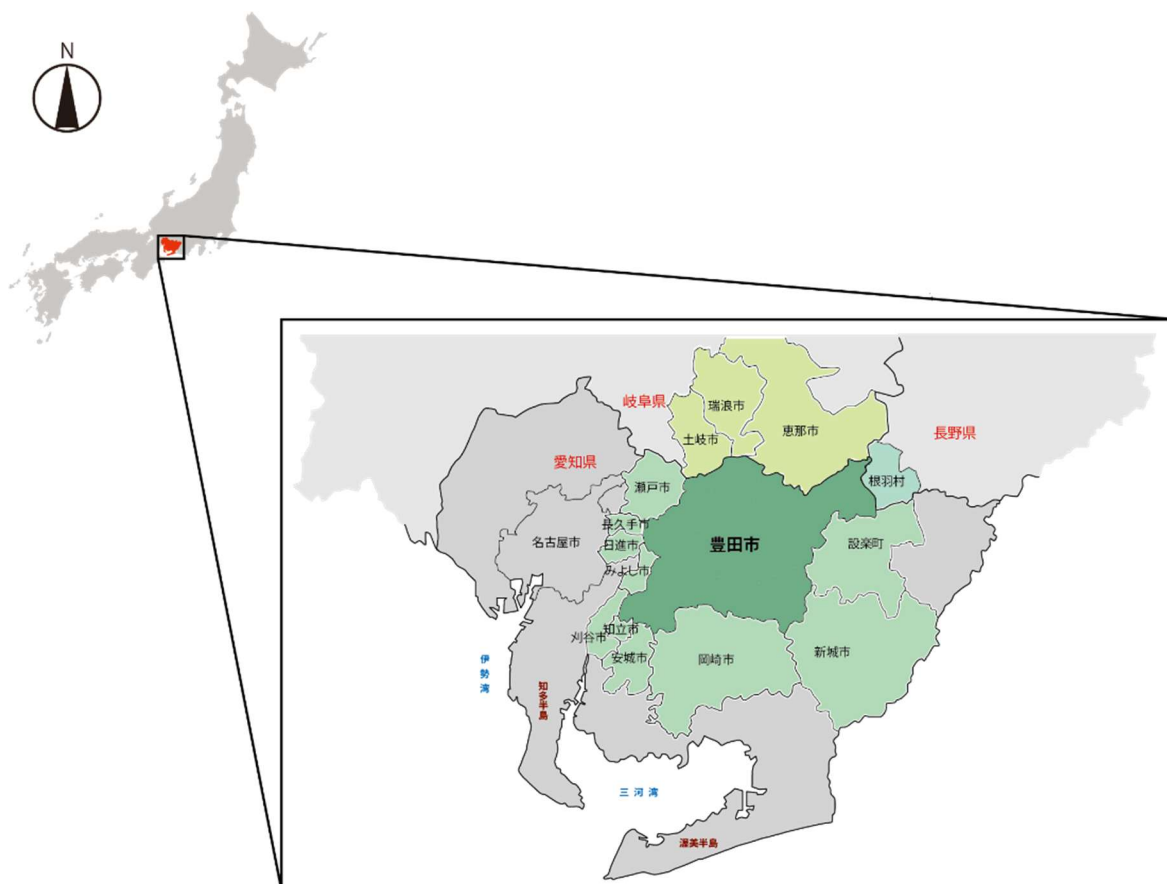 N
岐阜県
瑞浪市
土岐市
恵那市
長野県
愛知県
根羽村
瀬戸市
長久手市
名古屋市
日進市
豊田市
設楽町
みよし市
知立市
刈谷市
安城市
岡崎市
新城市
伊勢湾
知多半島
三河湾
渥美半島